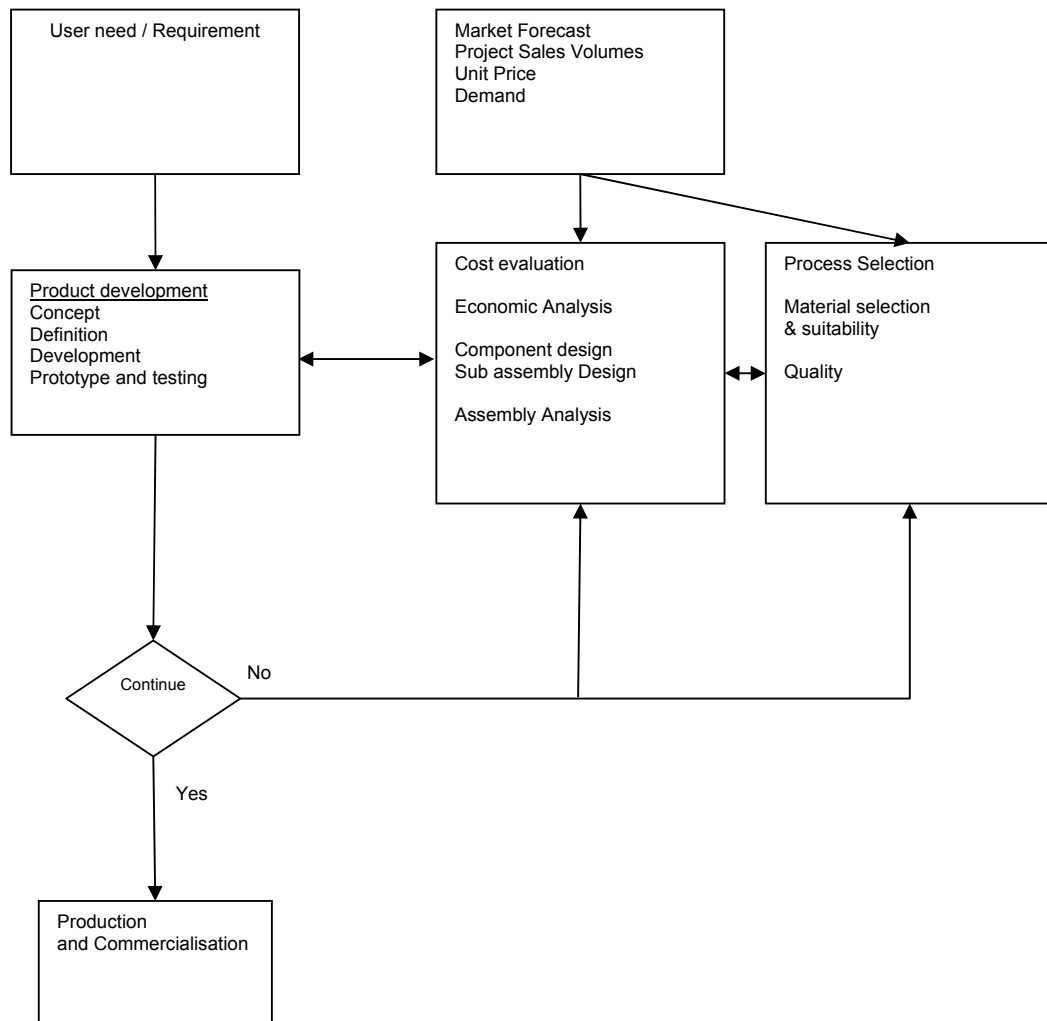 User need / Requirement
Market Forecast
Project Sales Volumes
Unit Price
Demand
Product development
Concept
Definition
Development
Prototype and testing
Cost evaluation
Economic Analysis
Component design
Sub assembly Design
Assembly Analysis
Process Selection
Material selection
& suitability
Quality
Continue
No
Yes
Production
and Commercialisation